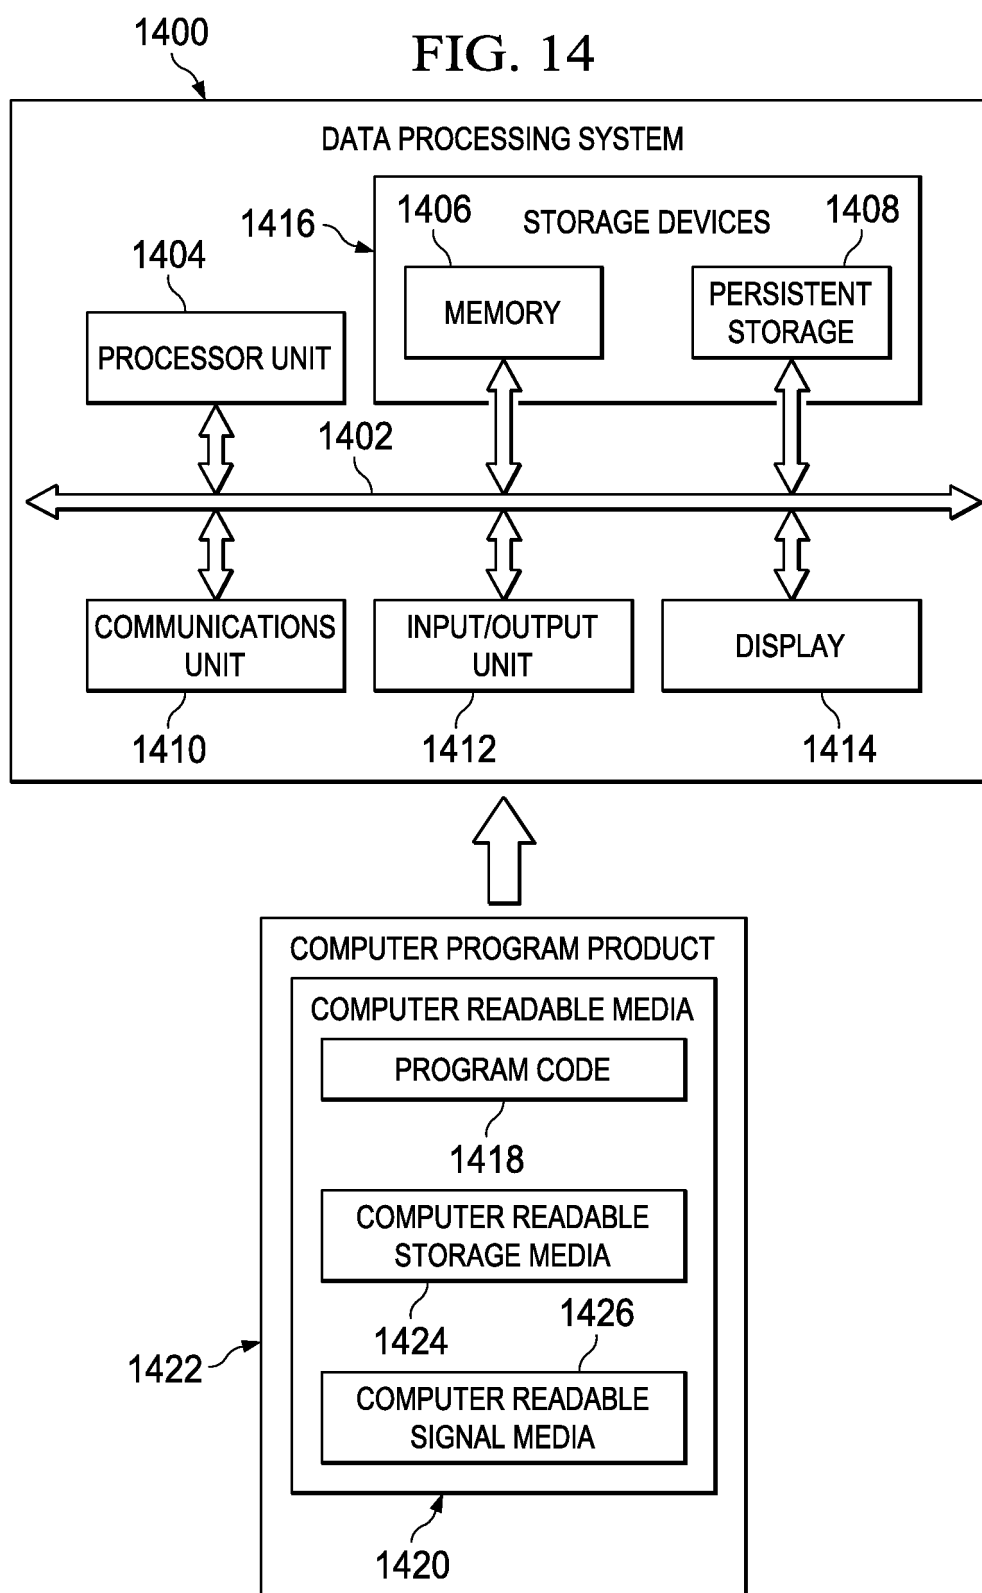 1400
FIG. 14
DATA PROCESSING SYSTEM
1416
1406
STORAGE DEVICES
1408
1404
MEMORY
PERSISTENT
STORAGE
PROCESSOR UNIT
1402
COMMUNICATIONS
UNIT
INPUT/OUTPUT
UNIT
DISPLAY
1410
1412
1414
COMPUTER PROGRAM PRODUCT
COMPUTER READABLE MEDIA
PROGRAM CODE
1418
COMPUTER READABLE
STORAGE MEDIA
1424
1426
1422
COMPUTER READABLE
SIGNAL MEDIA
1420